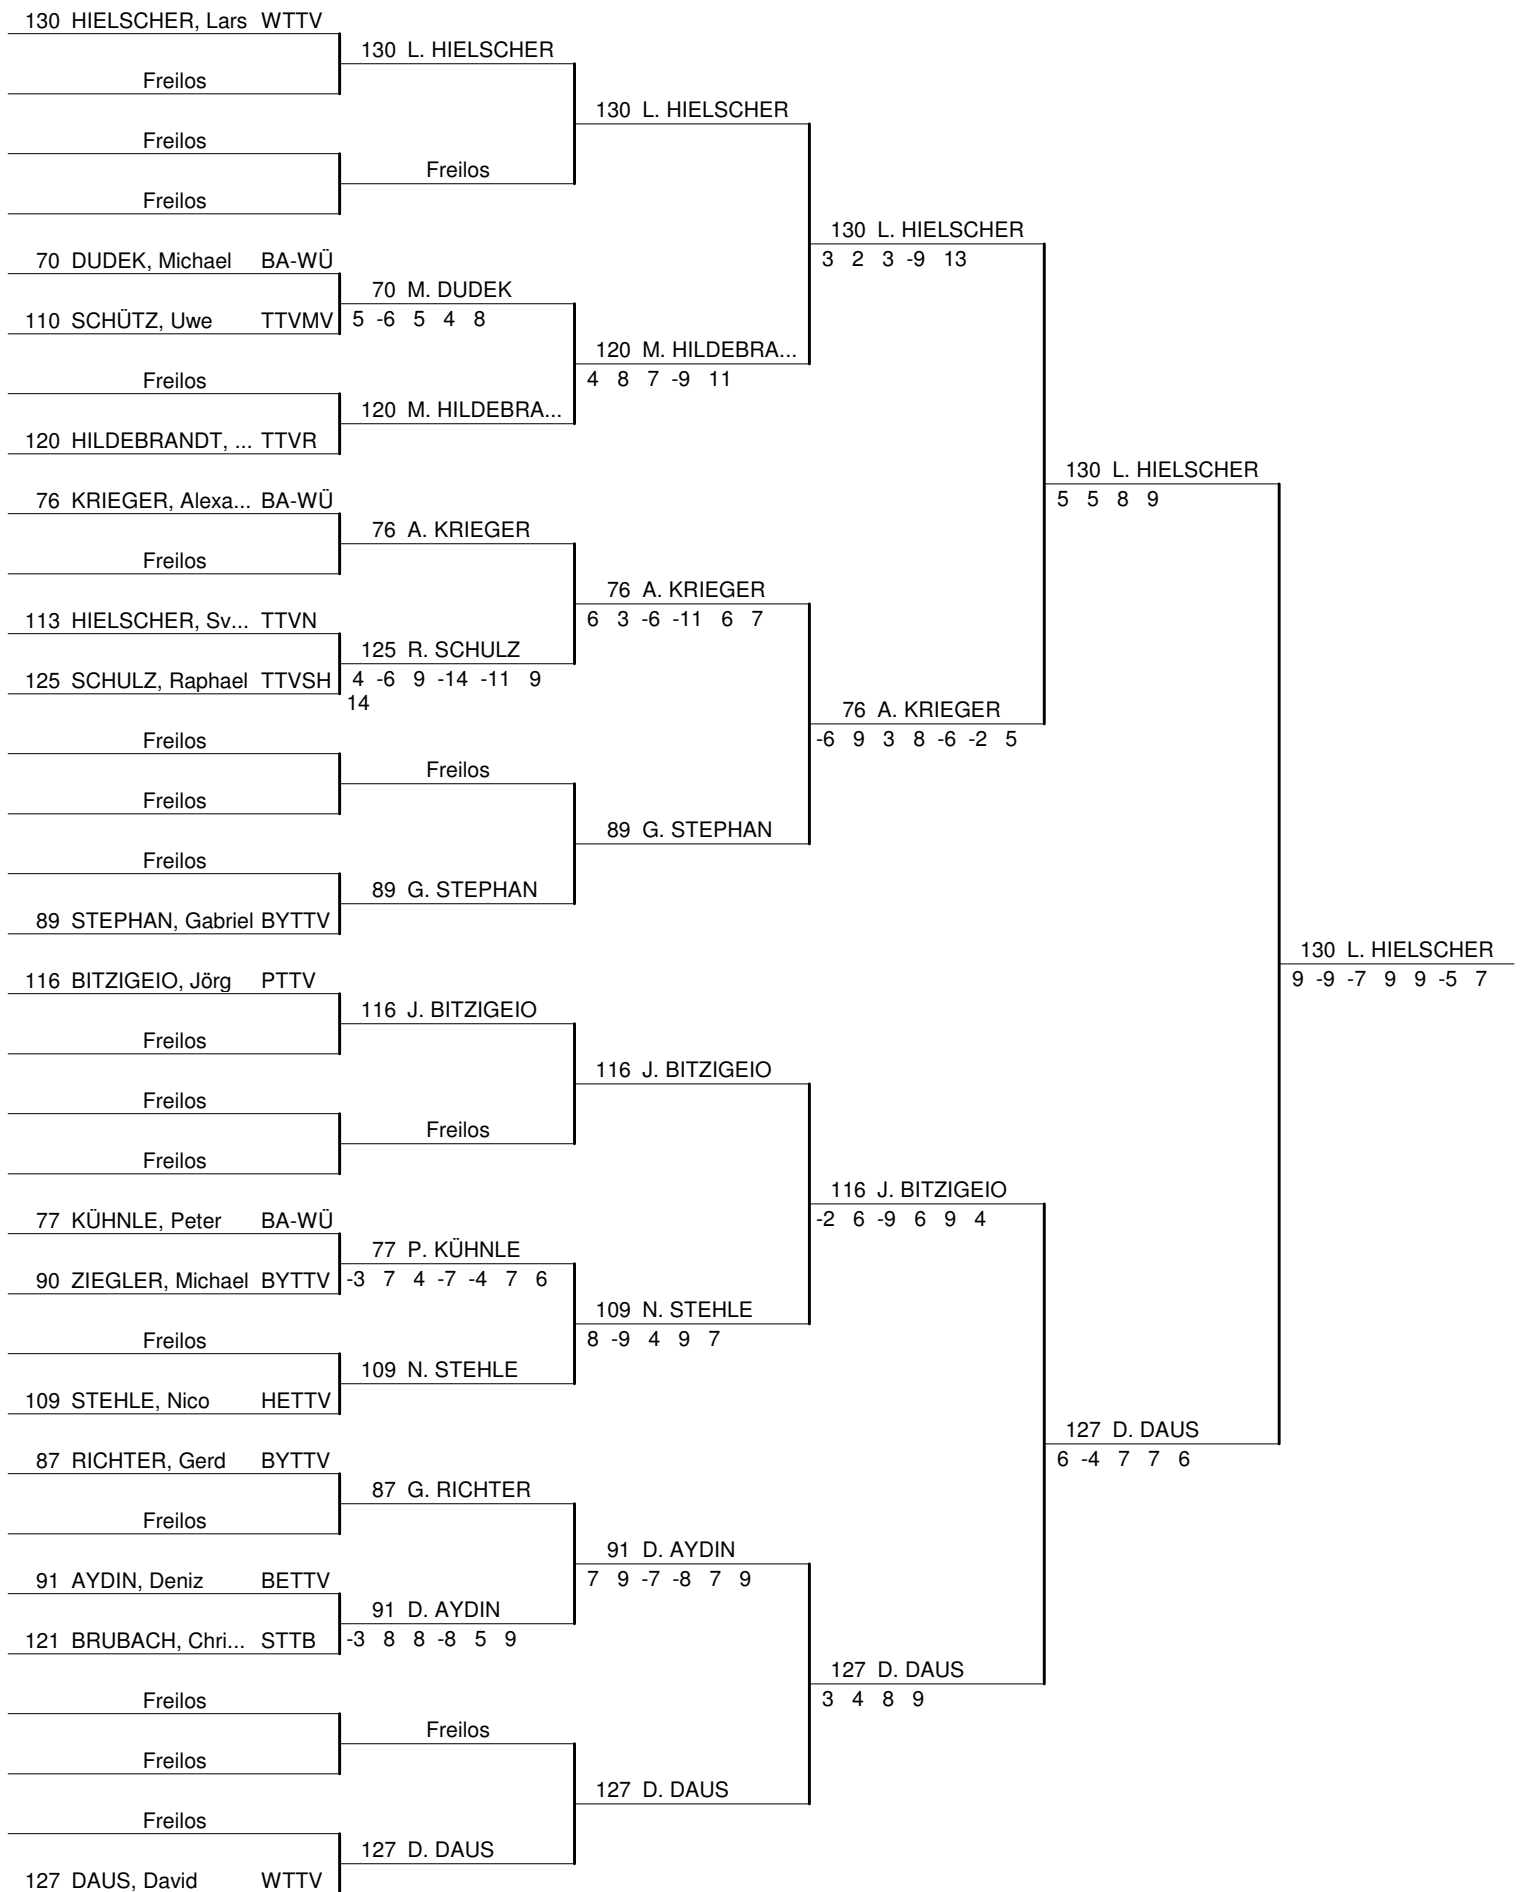 130 HIELSCHER, Lars WTTV
130 L. HIELSCHER
Freilos
130 L. HIELSCHER
Freilos
Freilos
Freilos
130 L. HIELSCHER
70 DUDEK, Michael BA-WÜ
3 2 3 -9 13
70 M. DUDEK
110 SCHÜTZ, Uwe TTVMV
5 -6 5 4 8
120 M. HILDEBRA...
Freilos
4 8 7 -9 11
120 M. HILDEBRA...
120 HILDEBRANDT, ... TTVR
130 L. HIELSCHER
76 KRIEGER, Alexa... BA-WÜ
5 5 8 9
76 A. KRIEGER
Freilos
76 A. KRIEGER
113 HIELSCHER, Sv... TTVN
6 3 -6 -11 6 7
125 R. SCHULZ
125 SCHULZ, Raphael TTVSH
4 -6 9 -14 -11 9
14
76 A. KRIEGER
Freilos
-6 9 3 8 -6 -2 5
Freilos
Freilos
89 G. STEPHAN
Freilos
89 G. STEPHAN
89 STEPHAN, Gabriel BYTTV
130 L. HIELSCHER
116 BITZIGEIO, Jörg PTTV
9 -9 -7 9 9 -5 7
116 J. BITZIGEIO
Freilos
116 J. BITZIGEIO
Freilos
Freilos
Freilos
116 J. BITZIGEIO
77 KÜHNLE, Peter BA-WÜ
-2 6 -9 6 9 4
77 P. KÜHNLE
90 ZIEGLER, Michael BYTTV
-3 7 4 -7 -4 7 6
109 N. STEHLE
Freilos
8 -9 4 9 7
109 N. STEHLE
109 STEHLE, Nico HETTV
127 D. DAUS
87 RICHTER, Gerd BYTTV
6 -4 7 7 6
87 G. RICHTER
Freilos
91 D. AYDIN
91 AYDIN, Deniz BETTV
7 9 -7 -8 7 9
91 D. AYDIN
121 BRUBACH, Chri... STTB
-3 8 8 -8 5 9
127 D. DAUS
Freilos
3 4 8 9
Freilos
Freilos
127 D. DAUS
Freilos
127 D. DAUS
127 DAUS, David WTTV